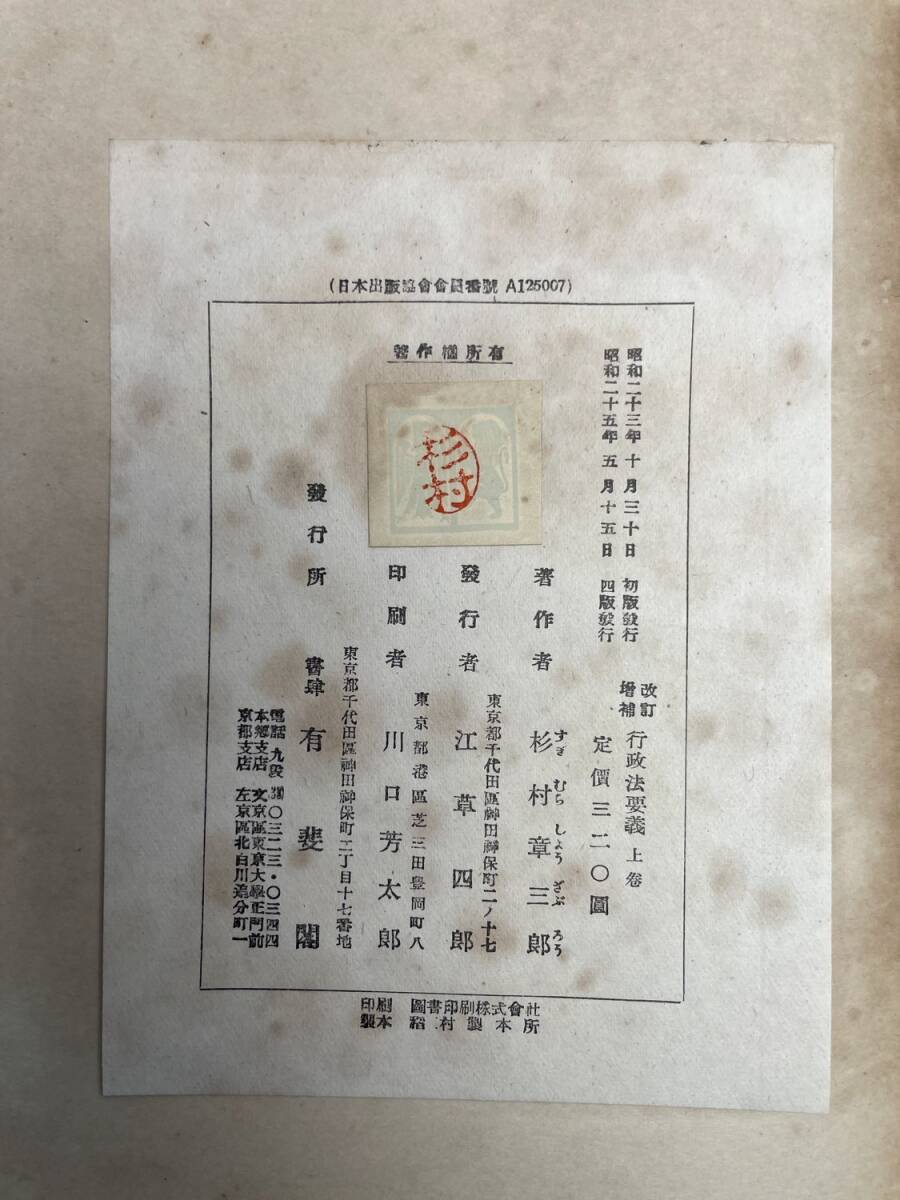 (日本出版協會會員番號 A125007)
著作權所有
杉村
昭和二十三年十月三十日 初版發行
昭和二十五年五月十五日 四版發行
改訂增補 行政法要義 上卷
定價三二〇圓
著作者 杉村章三郎
すぎむらしょうざぶろう
東京都千代田區神田神保町二ノ十七
發行者 江草四郎
東京都港區芝三田豊岡町八
印刷者 川口芳太郎
東京都千代田區神田神保町二丁目十七番地
發行所 書肆 有斐閣
電話九段 〇三二三・〇三四四
本鄕支店 文京區東京大學正門前
京都支店 左京區北白川追分町一
印刷 圖書印刷株式會社
製本 稻村製本所